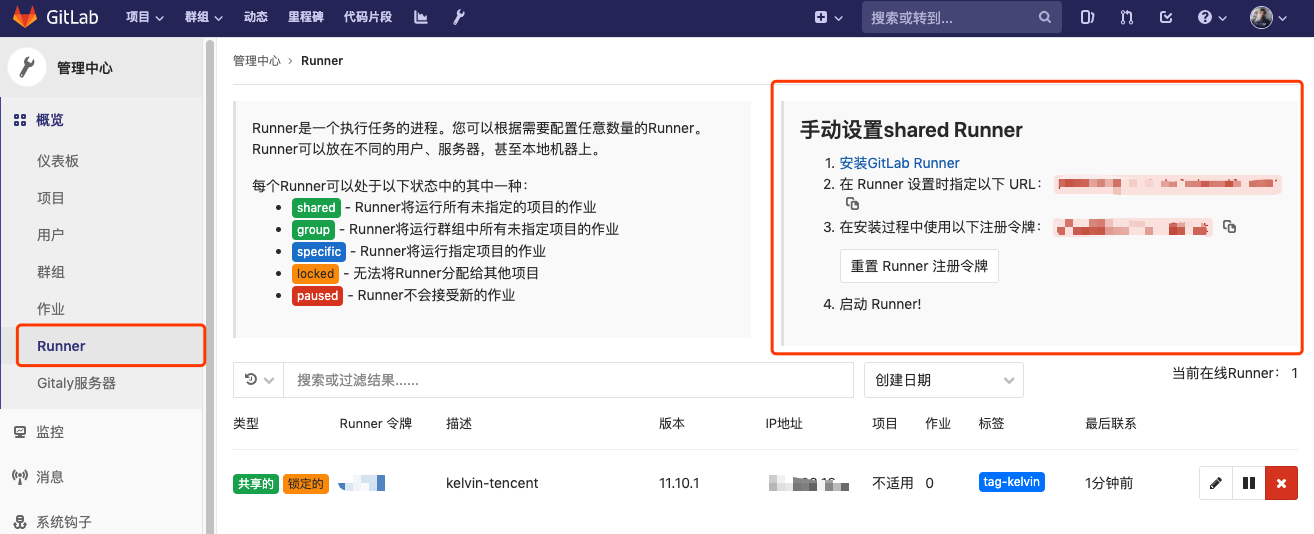 GitLab 项目 群组 动态 里程碑 代码片段 搜索或转到...
管理中心
概览
仪表板
项目
用户
群组
作业
Runner
Gitaly服务器
监控
消息
系统钩子
管理中心 › Runner
Runner是一个执行任务的进程。您可以根据需要配置任意数量的Runner。
Runner可以放在不同的用户、服务器，甚至本地机器上。
每个Runner可以处于以下状态中的其中一种：
• shared - Runner将运行所有未指定的项目的作业
• group - Runner将运行群组中所有未指定项目的作业
• specific - Runner将运行指定项目的作业
• locked - 无法将Runner分配给其他项目
• paused - Runner不会接受新的作业
手动设置shared Runner
1. 安装GitLab Runner
2. 在 Runner 设置时指定以下 URL：
3. 在安装过程中使用以下注册令牌：
重置 Runner 注册令牌
4. 启动 Runner!
搜索或过滤结果...... 创建日期 当前在线Runner： 1
类型 Runner 令牌 描述 版本 IP地址 项目 作业 标签 最后联系
共享的 锁定的 kelvin-tencent 11.10.1 不适用 0 tag-kelvin 1分钟前